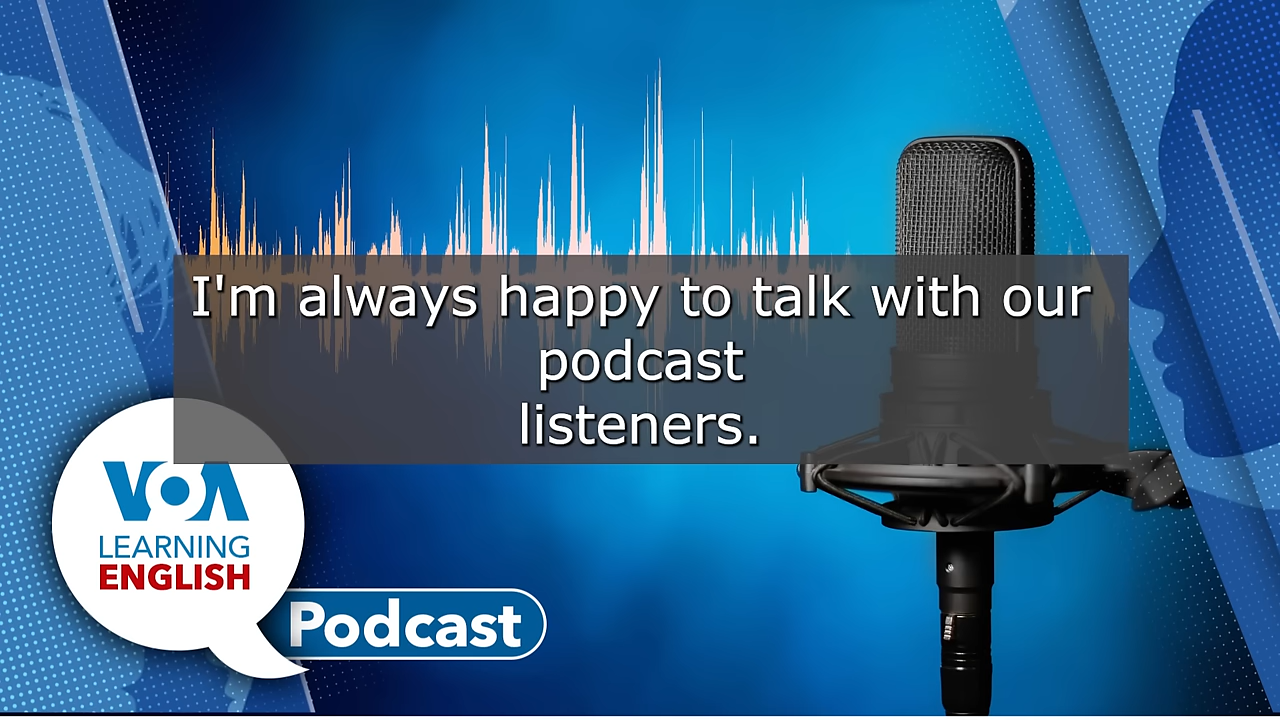 I'm always happy to talk with our
podcast
listeners.
VOA
LEARNING
ENGLISH
Podcast